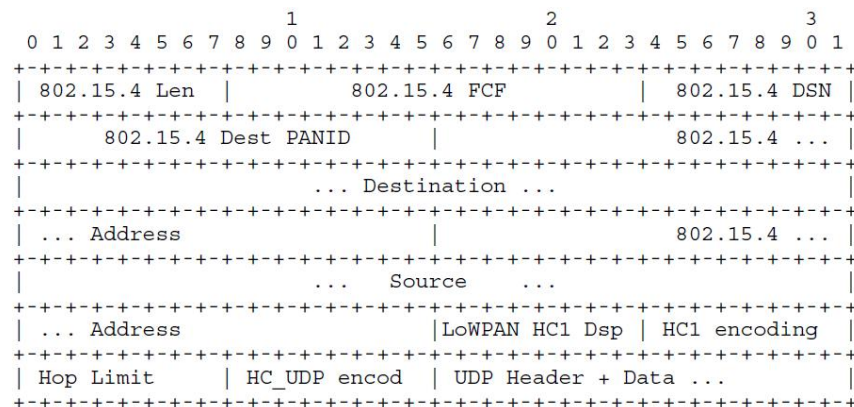 1                   2                   3
 0 1 2 3 4 5 6 7 8 9 0 1 2 3 4 5 6 7 8 9 0 1 2 3 4 5 6 7 8 9 0 1
+-+-+-+-+-+-+-+-+-+-+-+-+-+-+-+-+-+-+-+-+-+-+-+-+-+-+-+-+-+-+-+-+
| 802.15.4 Len  |         802.15.4 FCF          |  802.15.4 DSN |
+-+-+-+-+-+-+-+-+-+-+-+-+-+-+-+-+-+-+-+-+-+-+-+-+-+-+-+-+-+-+-+-+
|      802.15.4 Dest PANID      |                  802.15.4 ... |
+-+-+-+-+-+-+-+-+-+-+-+-+-+-+-+-+-+-+-+-+-+-+-+-+-+-+-+-+-+-+-+-+
|                      ... Destination ...                      |
+-+-+-+-+-+-+-+-+-+-+-+-+-+-+-+-+-+-+-+-+-+-+-+-+-+-+-+-+-+-+-+-+
| ... Address                   |                  802.15.4 ... |
+-+-+-+-+-+-+-+-+-+-+-+-+-+-+-+-+-+-+-+-+-+-+-+-+-+-+-+-+-+-+-+-+
|                      ...   Source    ...                      |
+-+-+-+-+-+-+-+-+-+-+-+-+-+-+-+-+-+-+-+-+-+-+-+-+-+-+-+-+-+-+-+-+
| ... Address                   |LoWPAN HC1 Dsp | HC1 encoding  |
+-+-+-+-+-+-+-+-+-+-+-+-+-+-+-+-+-+-+-+-+-+-+-+-+-+-+-+-+-+-+-+-+
| Hop Limit     | HC_UDP encod  | UDP Header + Data ...         |
+-+-+-+-+-+-+-+-+-+-+-+-+-+-+-+-+-+-+-+-+-+-+-+-+-+-+-+-+-+-+-+-+